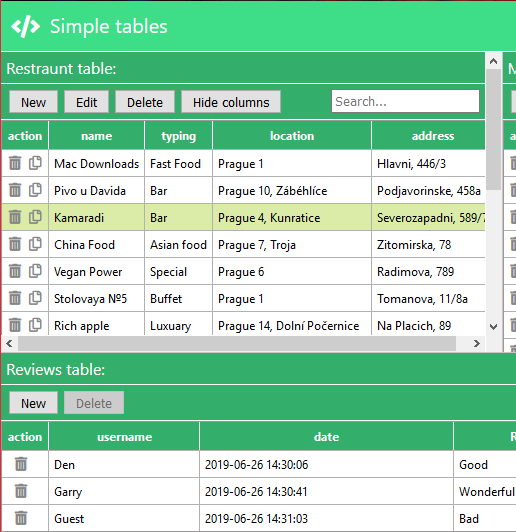 </> Simple tables
Restraunt table:
New Edit Delete Hide columns Search...
action name typing location address
Mac Downloads Fast Food Prague 1 Hlavni, 446/3
Pivo u Davida Bar Prague 10, Záběhlíce Podjavorinske, 458a
Kamaradi Bar Prague 4, Kunratice Severozapadni, 589/7
China Food Asian food Prague 7, Troja Zitomirska, 78
Vegan Power Special Prague 6 Radimova, 789
Stolovaya №5 Buffet Prague 1 Tomanova, 11/8a
Rich apple Luxuary Prague 14, Dolní Počernice Na Placich, 89
Reviews table:
New Delete
action username date
Den 2019-06-26 14:30:06 Good
Garry 2019-06-26 14:30:41 Wonderful
Guest 2019-06-26 14:31:03 Bad